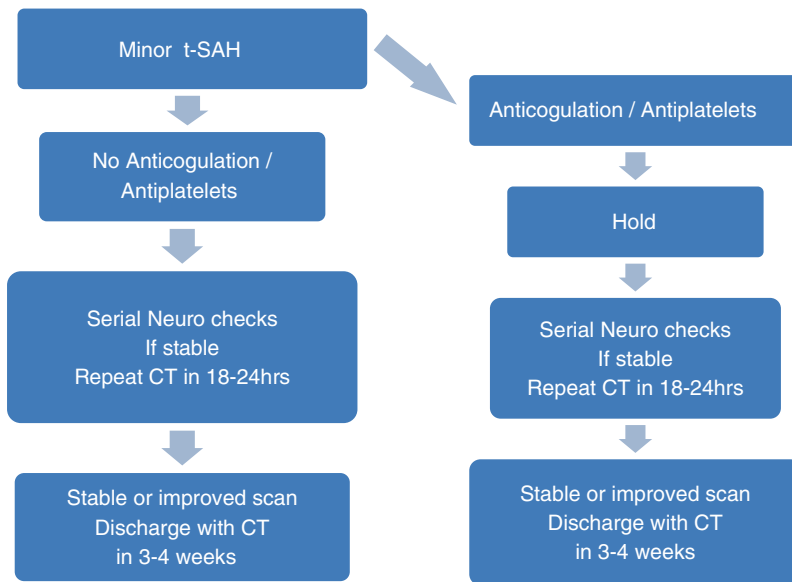 Minor t-SAH
No Anticogulation /
Antiplatelets
Serial Neuro checks
If stable
Repeat CT in 18-24hrs
Stable or improved scan
Discharge with CT
in 3-4 weeks
Anticogulation / Antiplatelets
Hold
Serial Neuro checks
If stable
Repeat CT in 18-24hrs
Stable or improved scan
Discharge with CT
in 3-4 weeks